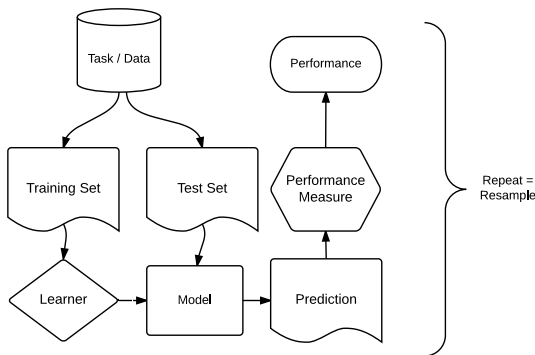 Task / Data
Performance
Training Set
Test Set
Performance
Measure
Repeat =
Resample
Learner
Model
Prediction